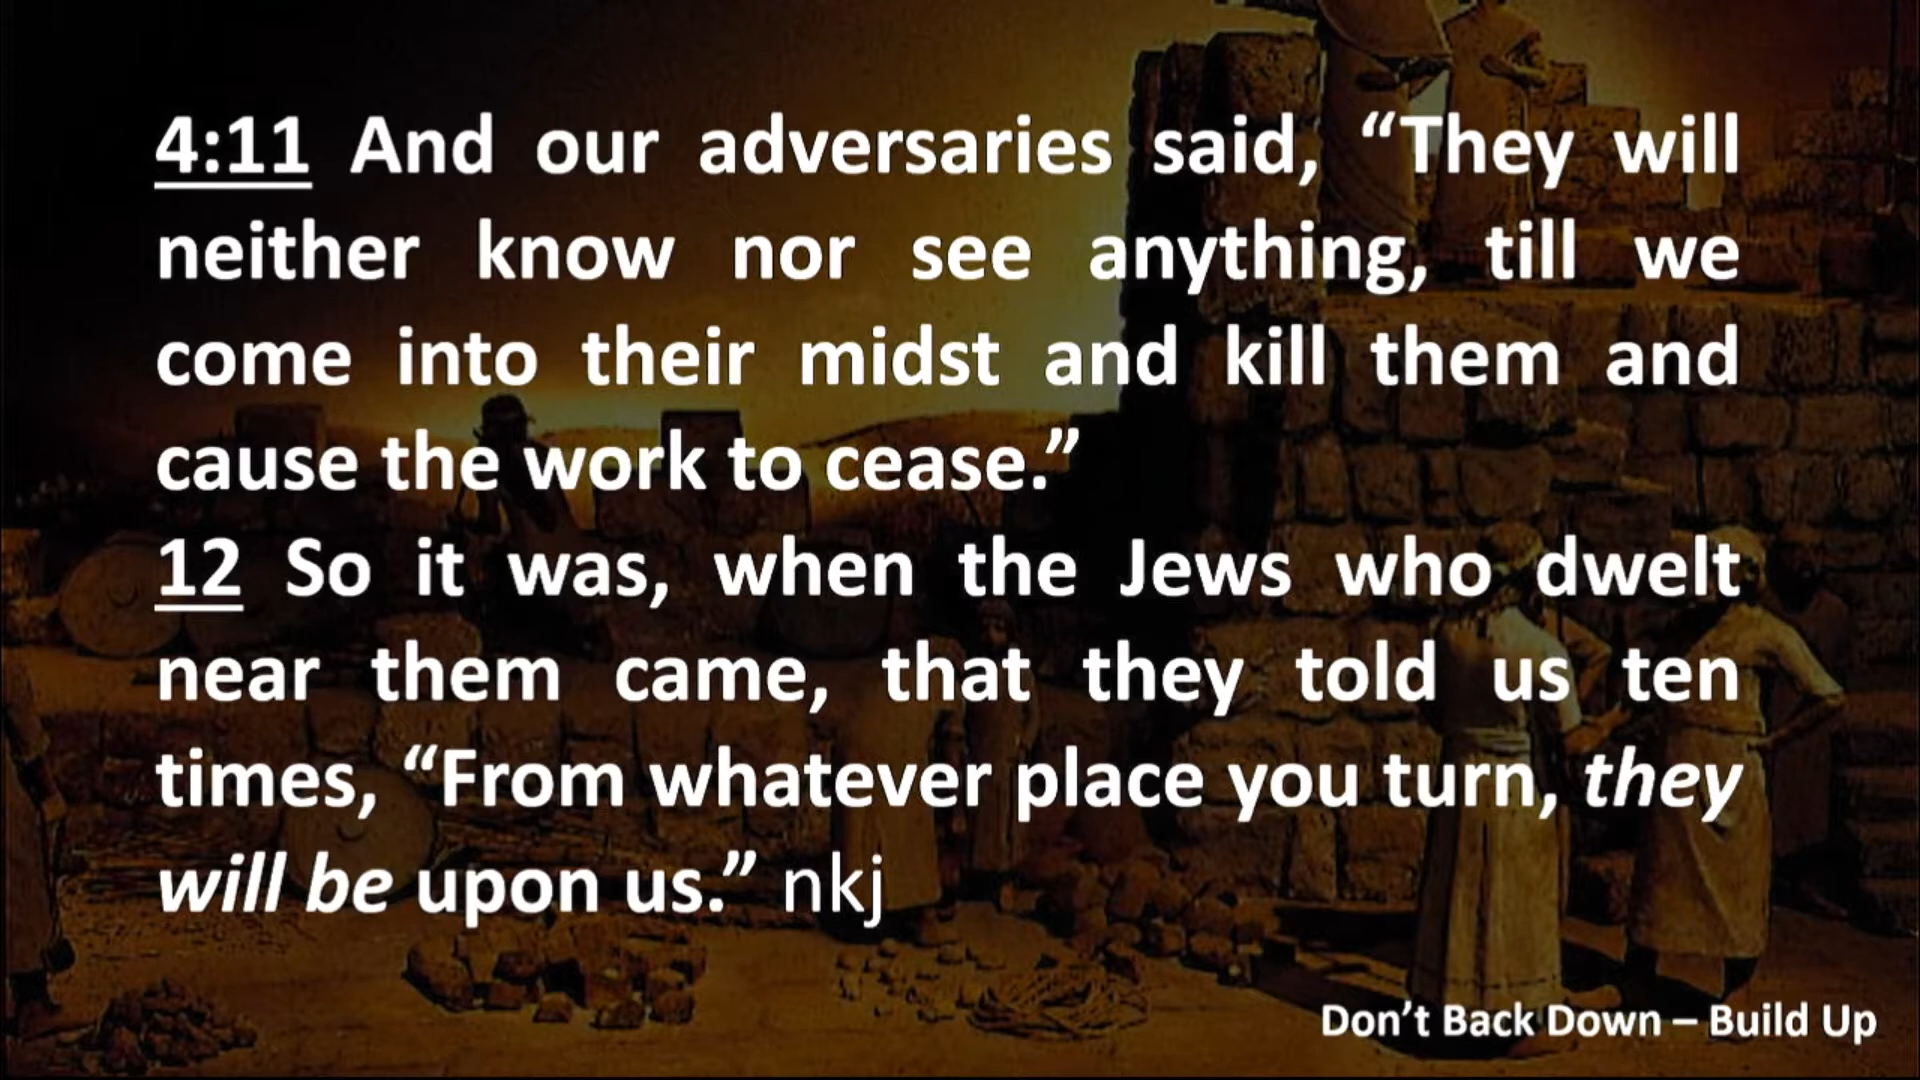 4:11 And our adversaries said, “They will
neither know nor see anything, till we
come into their midst and kill them and
cause the work to cease.”
12 So it was, when the Jews who dwelt
near them came, that they told us ten
times, “From whatever place you turn, they
will be upon us.” nkj
Don’t Back Down – Build Up